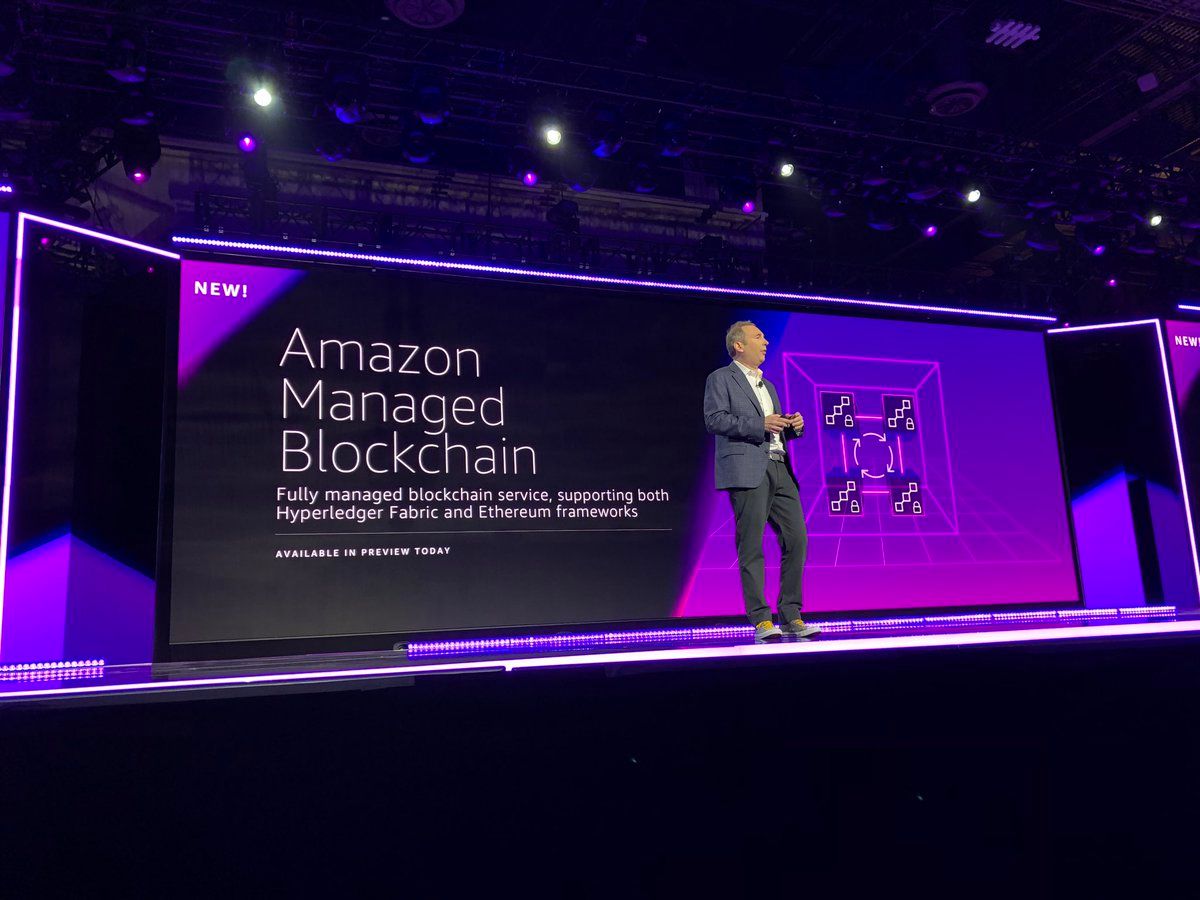 NEW!
Amazon
Managed
Blockchain
Fully managed blockchain service, supporting both
Hyperledger Fabric and Ethereum frameworks
AVAILABLE IN PREVIEW TODAY
NEW!